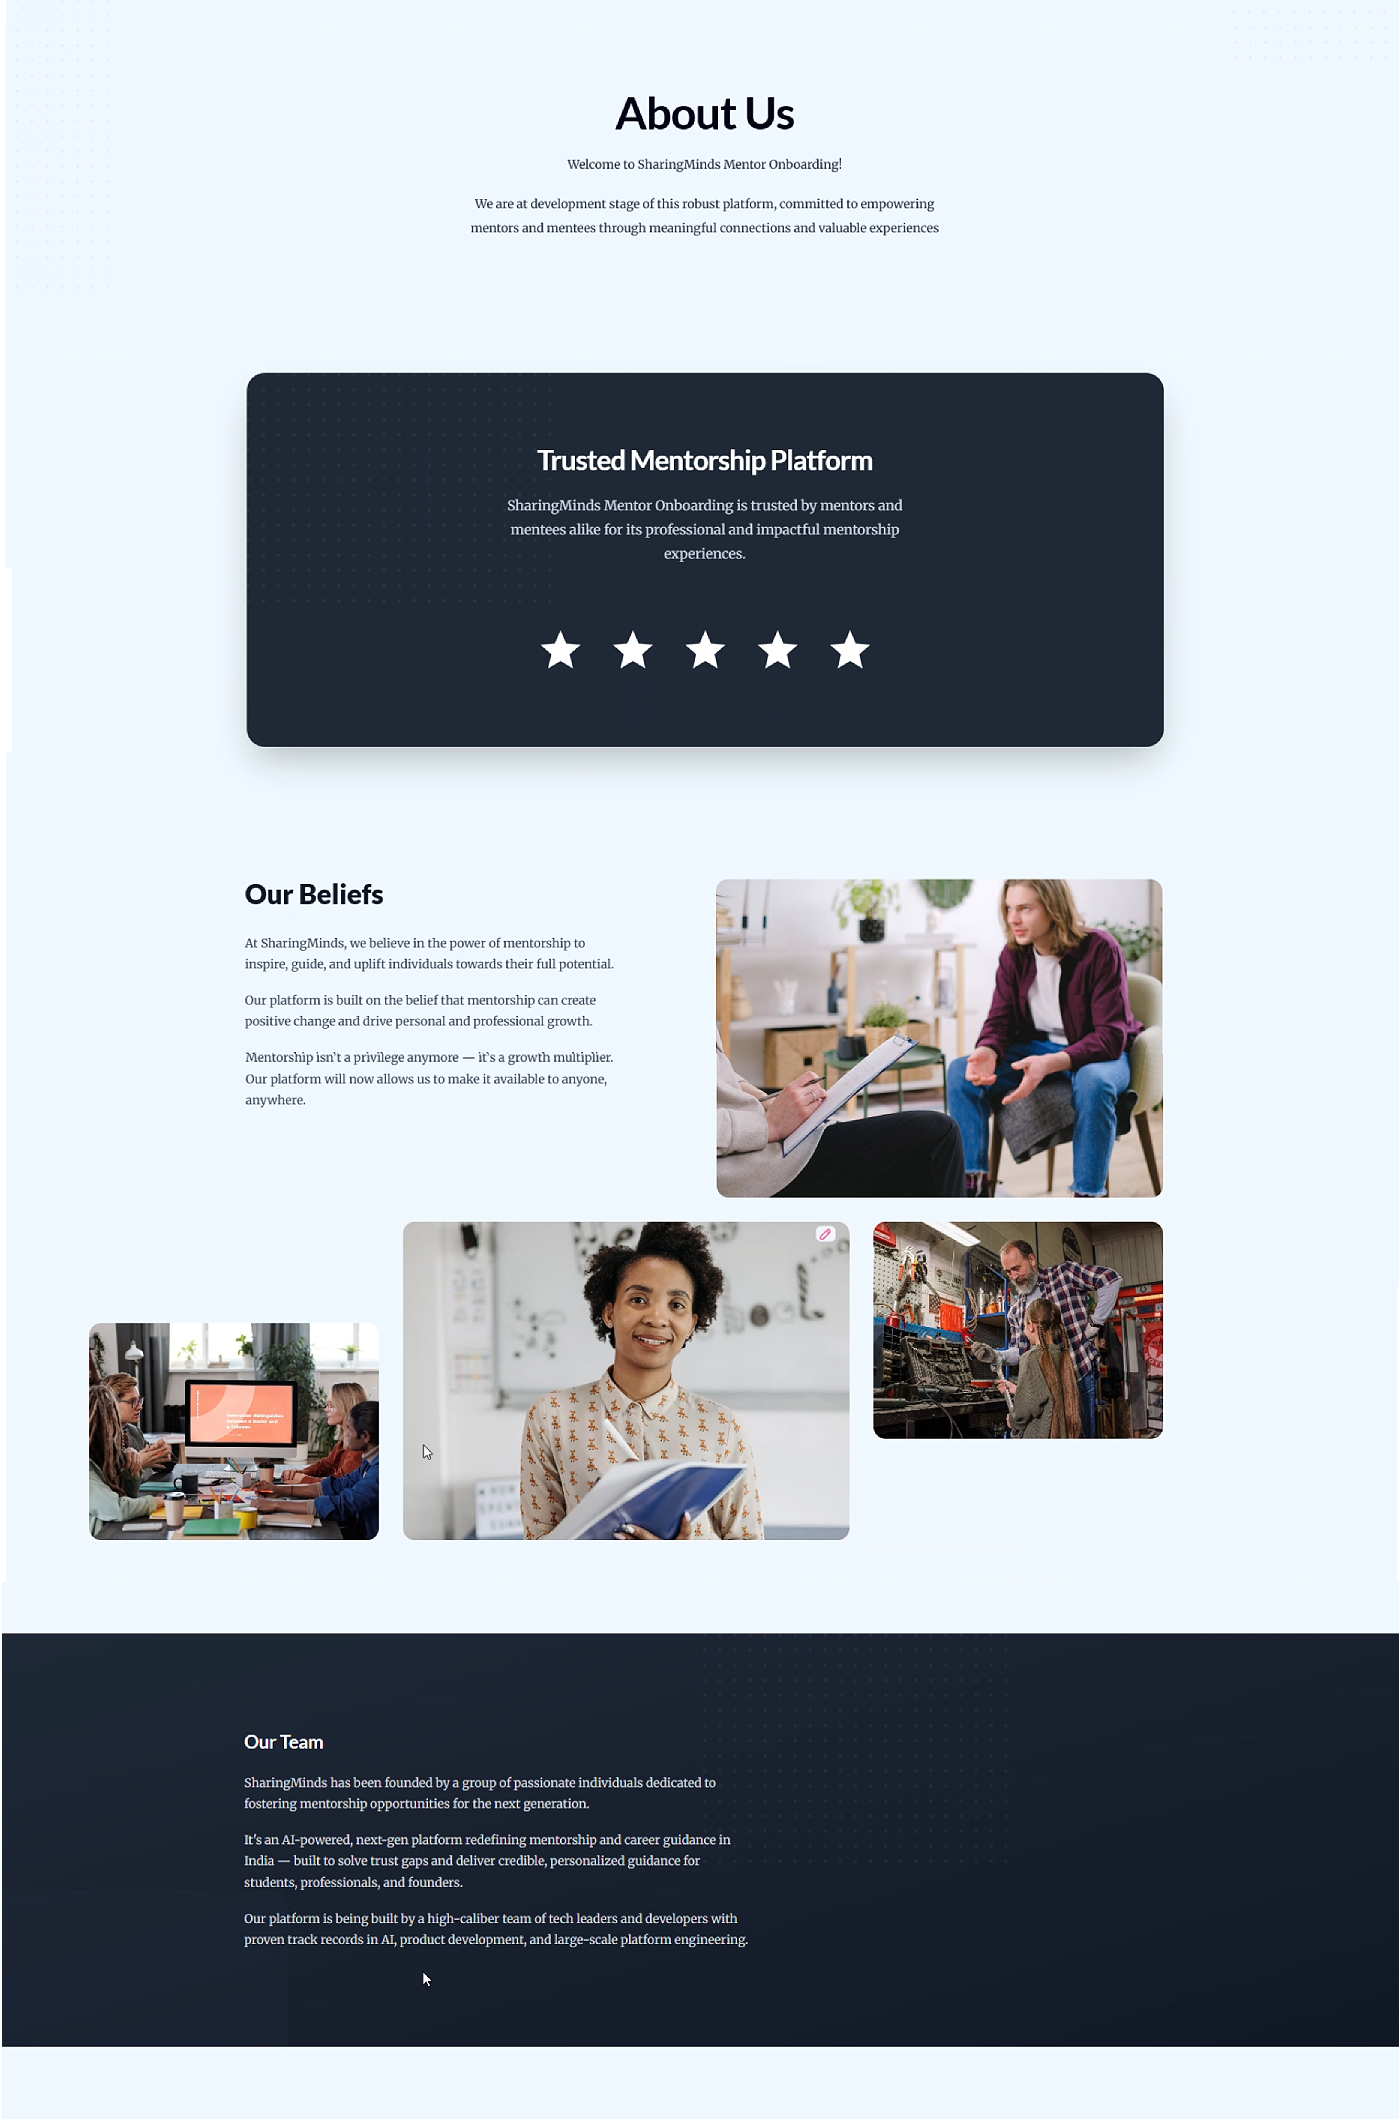 About Us
Welcome to SharingMinds Mentor Onboarding!
We are at development stage of this robust platform, committed to empowering
mentors and mentees through meaningful connections and valuable experiences
Trusted Mentorship Platform
SharingMinds Mentor Onboarding is trusted by mentors and
mentees alike for its professional and impactful mentorship
experiences.
Our Beliefs
At SharingMinds, we believe in the power of mentorship to
inspire, guide, and uplift individuals towards their full potential.
Our platform is built on the belief that mentorship can create
positive change and drive personal and professional growth.
Mentorship isn't a privilege anymore — it's a growth multiplier.
Our platform will now allows us to make it available to anyone,
anywhere.
Innovation distinguishes
between a leader and
a follower.
Our Team
SharingMinds has been founded by a group of passionate individuals dedicated to
fostering mentorship opportunities for the next generation.
It's an AI-powered, next-gen platform redefining mentorship and career guidance in
India — built to solve trust gaps and deliver credible, personalized guidance for
students, professionals, and founders.
Our platform is being built by a high-caliber team of tech leaders and developers with
proven track records in AI, product development, and large-scale platform engineering.